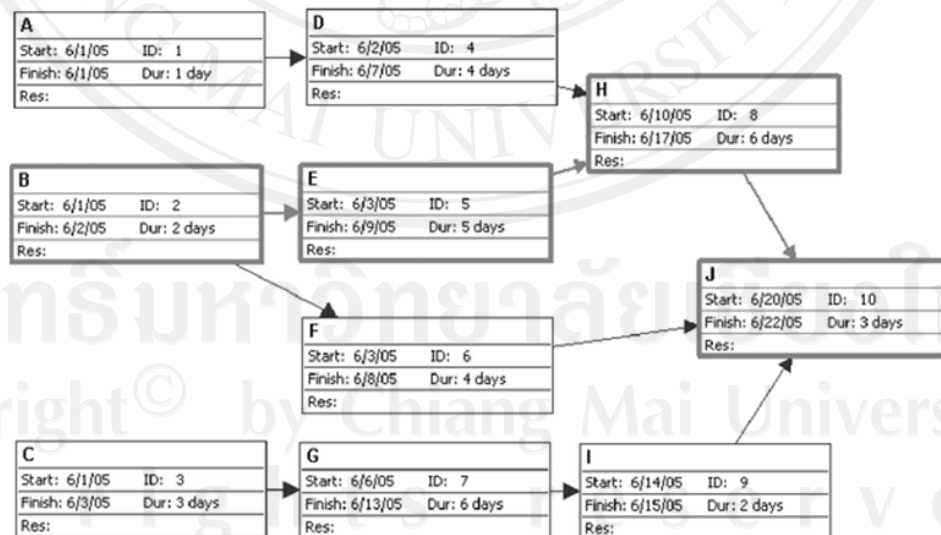 A
Start: 6/1/05 ID: 1
Finish: 6/1/05 Dur: 1 day
Res:
D
Start: 6/2/05 ID: 4
Finish: 6/7/05 Dur: 4 days
Res:
H
Start: 6/10/05 ID: 8
Finish: 6/17/05 Dur: 6 days
Res:
B
Start: 6/1/05 ID: 2
Finish: 6/2/05 Dur: 2 days
Res:
E
Start: 6/3/05 ID: 5
Finish: 6/9/05 Dur: 5 days
Res:
J
Start: 6/20/05 ID: 10
Finish: 6/22/05 Dur: 3 days
Res:
F
Start: 6/3/05 ID: 6
Finish: 6/8/05 Dur: 4 days
Res:
C
Start: 6/1/05 ID: 3
Finish: 6/3/05 Dur: 3 days
Res:
G
Start: 6/6/05 ID: 7
Finish: 6/13/05 Dur: 6 days
Res:
I
Start: 6/14/05 ID: 9
Finish: 6/15/05 Dur: 2 days
Res:
MAI UNIVERSIT
by Chiang Mai Univers